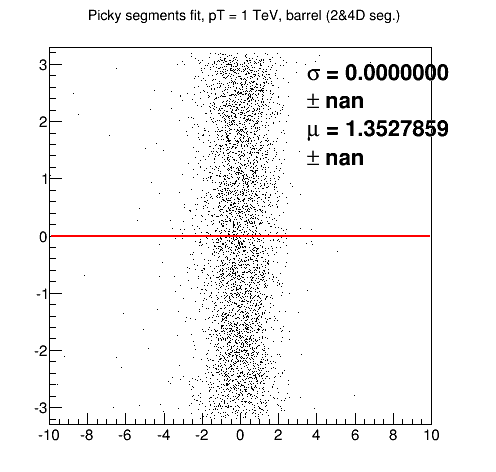 Picky segments fit, pT = 1 TeV, barrel (2&4D seg.)
σ = 0.0000000
± nan
μ = 1.3527859
± nan
3
2
1
0
-1
-2
-3
-10 -8 -6 -4 -2 0 2 4 6 8 10